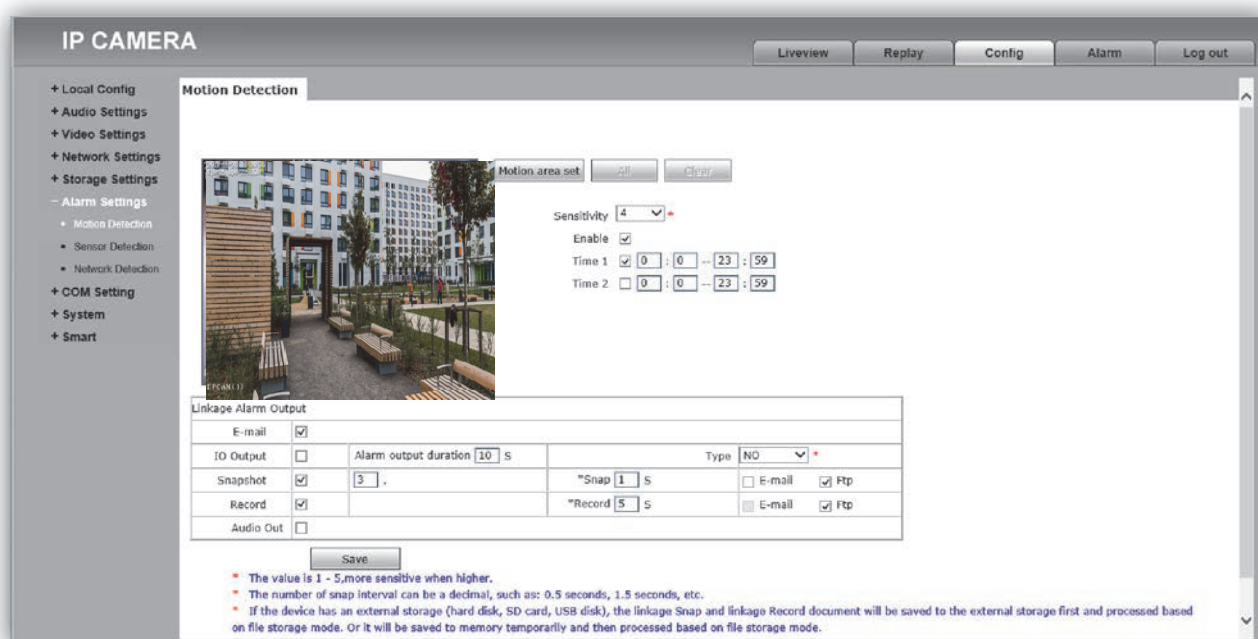 IP CAMERA
Liveview Replay Config Alarm Log out
+ Local Config
+ Audio Settings
+ Video Settings
+ Network Settings
+ Storage Settings
− Alarm Settings
• Motion Detection
• Sensor Detection
• Network Detection
+ COM Setting
+ System
+ Smart
Motion Detection
Motion area set All Clear
Sensitivity 4 *
Enable
Time 1 0 : 0 -- 23 : 59
Time 2 0 : 0 -- 23 : 59
IPCAM(1)
Linkage Alarm Output
E-mail
IO Output Alarm output duration 10 S Type NO *
Snapshot 3 . *Snap 1 S E-mail Ftp
Record *Record 5 S E-mail Ftp
Audio Out
Save
* The value is 1 - 5,more sensitive when higher.
* The number of snap interval can be a decimal, such as: 0.5 seconds, 1.5 seconds, etc.
* If the device has an external storage (hard disk, SD card, USB disk), the linkage Snap and linkage Record document will be saved to the external storage first and processed based
on file storage mode. Or it will be saved to memory temporarily and then processed based on file storage mode.